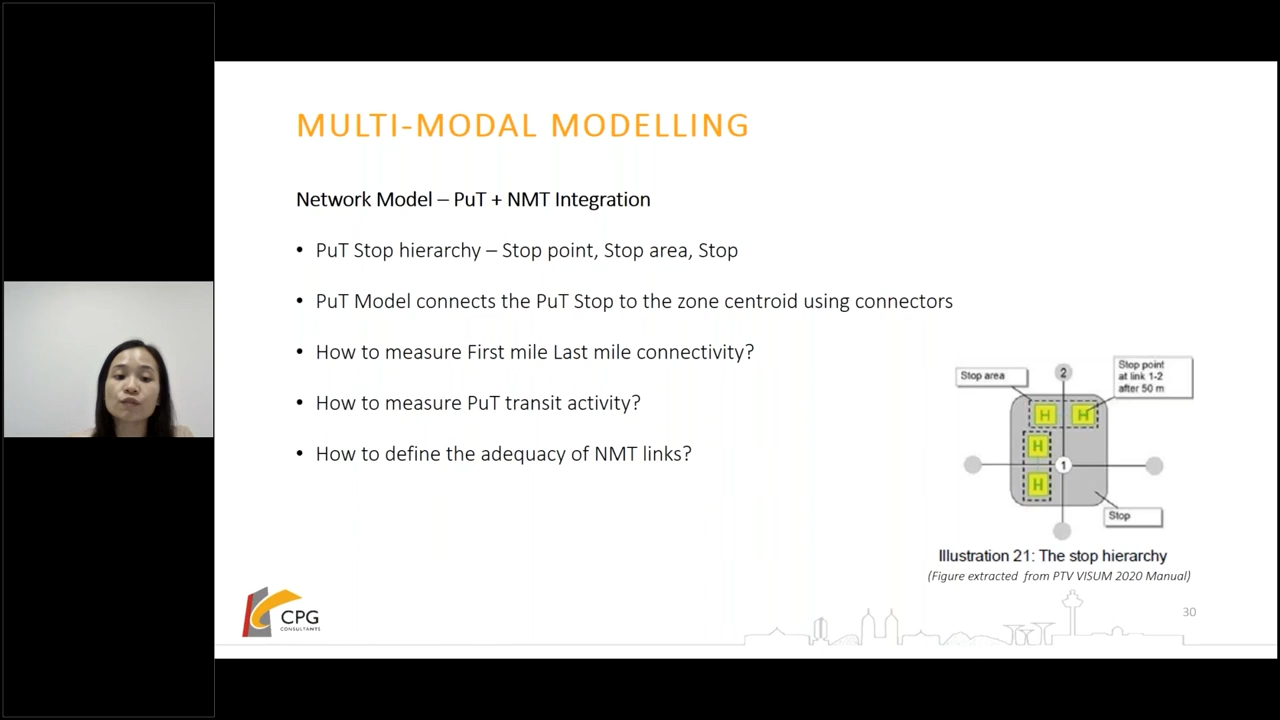 MULTI-MODAL MODELLING
Network Model – PuT + NMT Integration
• PuT Stop hierarchy – Stop point, Stop area, Stop
• PuT Model connects the PuT Stop to the zone centroid using connectors
• How to measure First mile Last mile connectivity?
• How to measure PuT transit activity?
• How to define the adequacy of NMT links?
Stop area
2
Stop point
at link 1-2
after 50 m
H H
H
1
H
Stop
Illustration 21: The stop hierarchy
(Figure extracted from PTV VISUM 2020 Manual)
CPG
CONSULTANTS
30